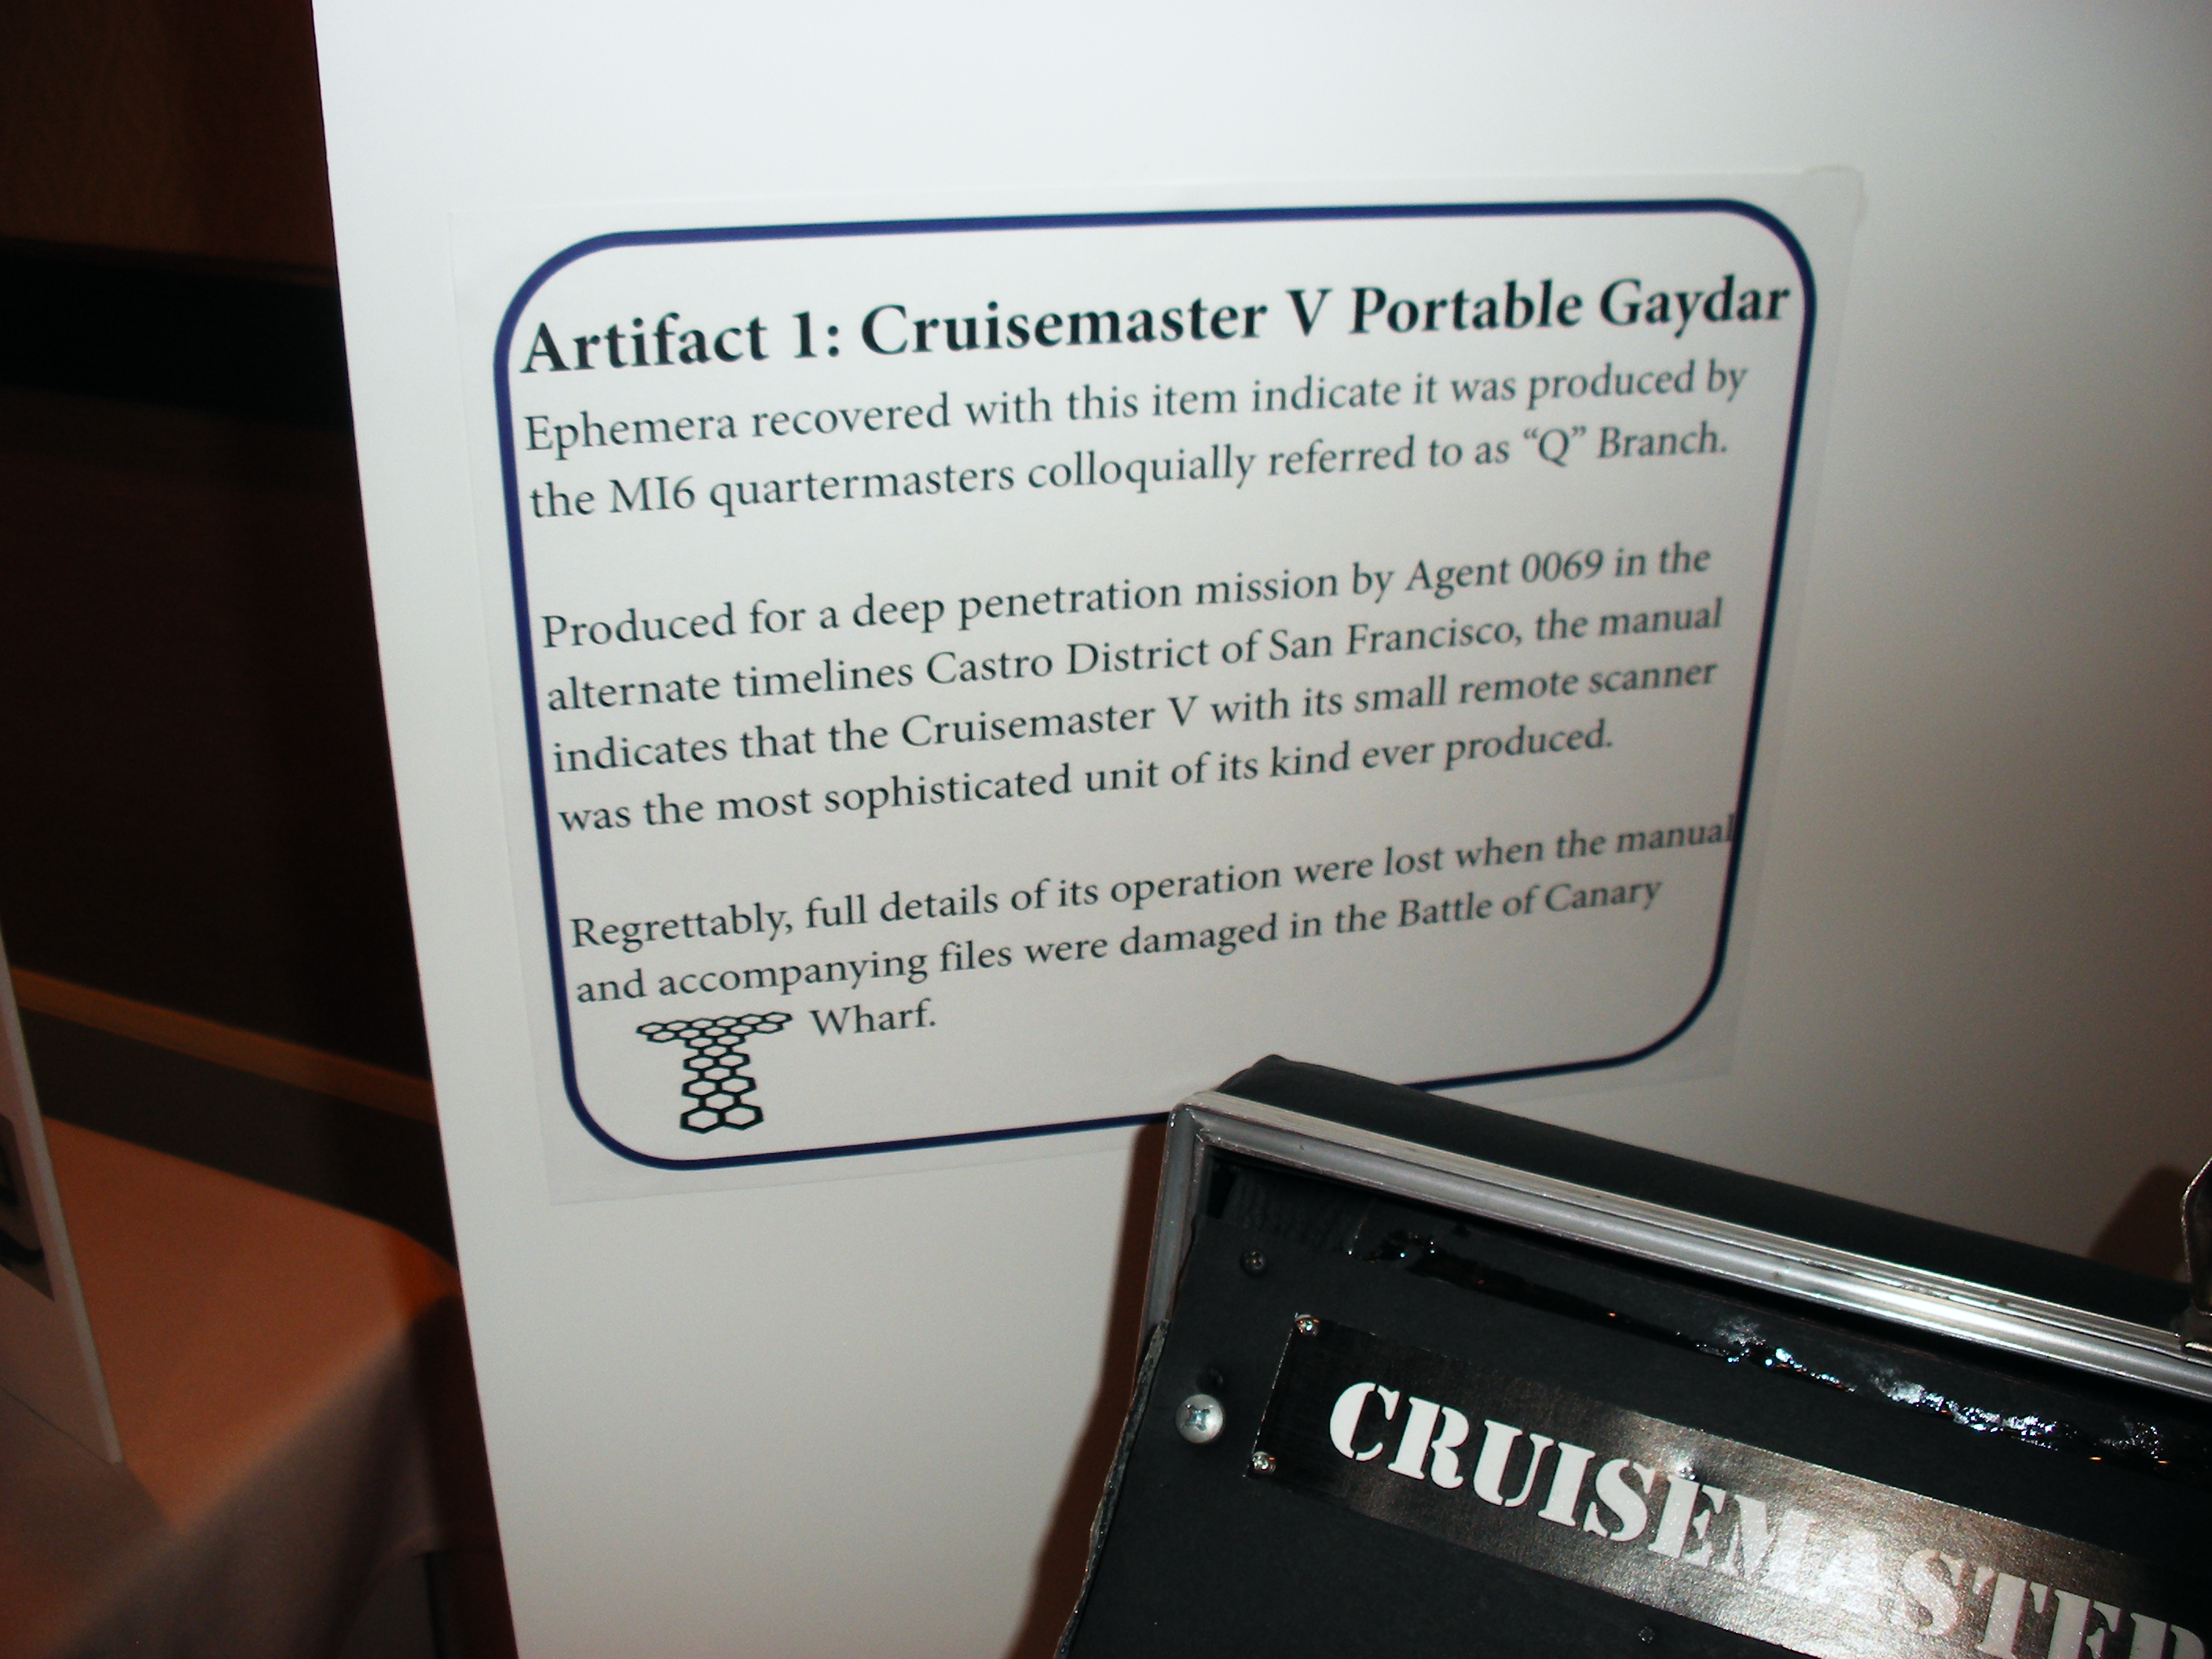 Artifact 1: Cruisemaster V Portable Gaydar
Ephemera recovered with this item indicate it was produced by
the MI6 quartermasters colloquially referred to as “Q” Branch.
Produced for a deep penetration mission by Agent 0069 in the
alternate timelines Castro District of San Francisco, the manual
indicates that the Cruisemaster V with its small remote scanner
was the most sophisticated unit of its kind ever produced.
Regrettably, full details of its operation were lost when the manual
and accompanying files were damaged in the Battle of Canary
Wharf.
CRUISEMASTER